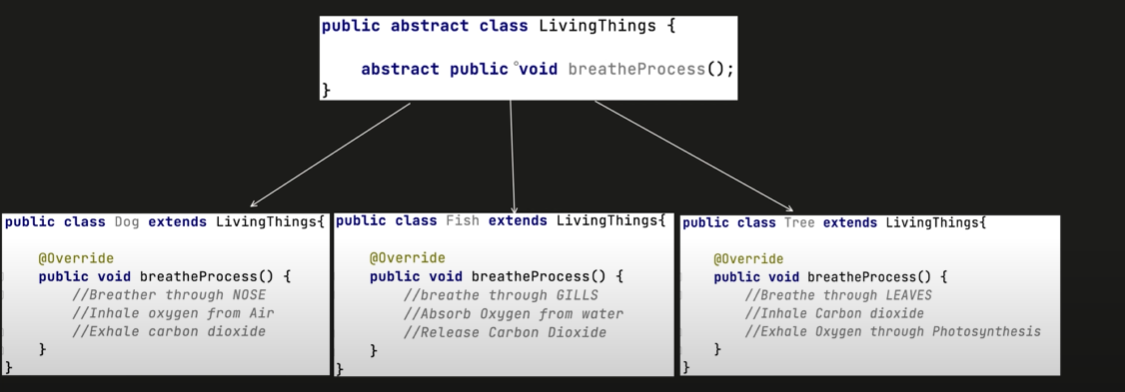 public abstract class LivingThings {
abstract public void breatheProcess();
}
public class Dog extends LivingThings{
@Override
public void breatheProcess() {
//Breather through NOSE
//Inhale oxygen from Air
//Exhale carbon dioxide
}
}
public class Fish extends LivingThings{
@Override
public void breatheProcess() {
//breathe through GILLS
//Absorb Oxygen from water
//Release Carbon Dioxide
}
}
public class Tree extends LivingThings{
@Override
public void breatheProcess() {
//Breathe through LEAVES
//Inhale Carbon dioxide
//Exhale Oxygen through Photosynthesis
}
}